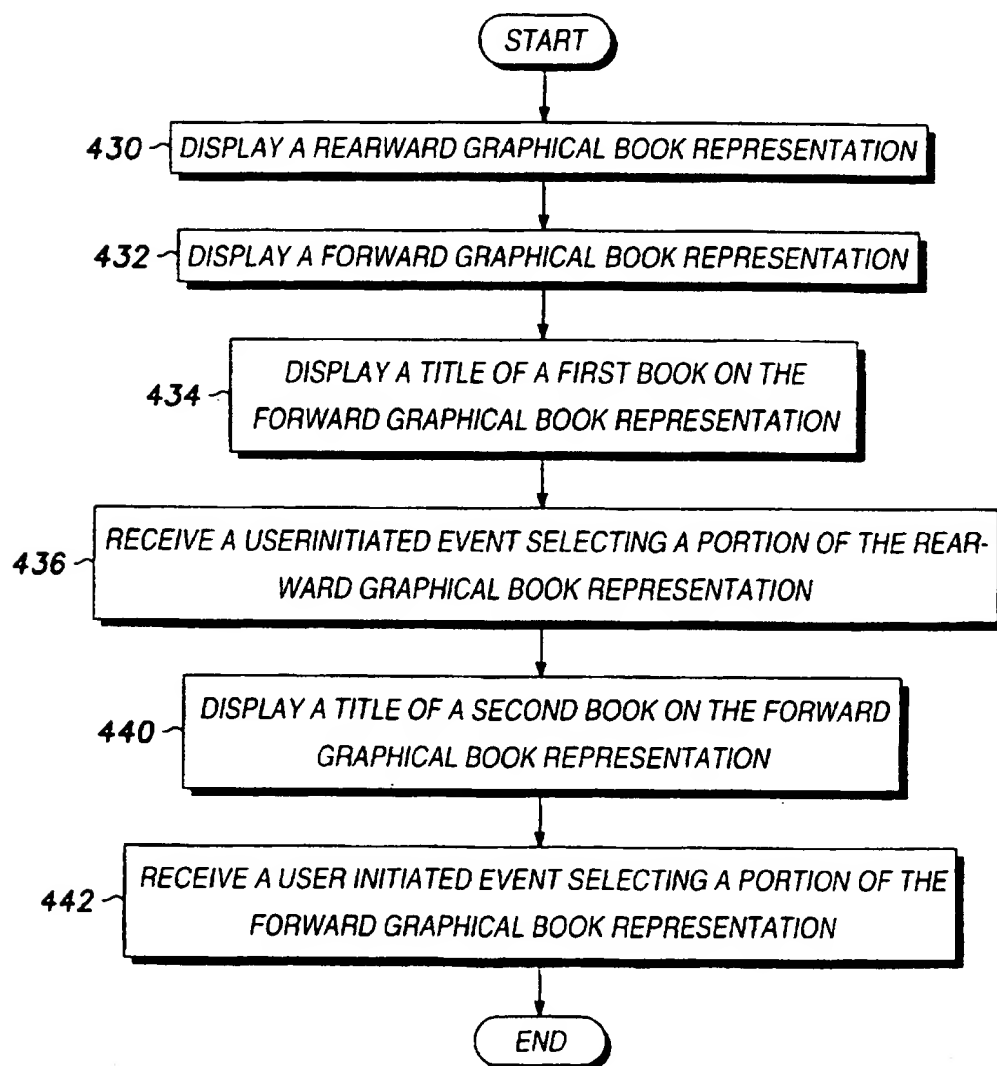 START
430 DISPLAY A REARWARD GRAPHICAL BOOK REPRESENTATION
432 DISPLAY A FORWARD GRAPHICAL BOOK REPRESENTATION
434 DISPLAY A TITLE OF A FIRST BOOK ON THE
FORWARD GRAPHICAL BOOK REPRESENTATION
436 RECEIVE A USERINITIATED EVENT SELECTING A PORTION OF THE REAR-
WARD GRAPHICAL BOOK REPRESENTATION
440 DISPLAY A TITLE OF A SECOND BOOK ON THE FORWARD
GRAPHICAL BOOK REPRESENTATION
442 RECEIVE A USER INITIATED EVENT SELECTING A PORTION OF THE
FORWARD GRAPHICAL BOOK REPRESENTATION
END